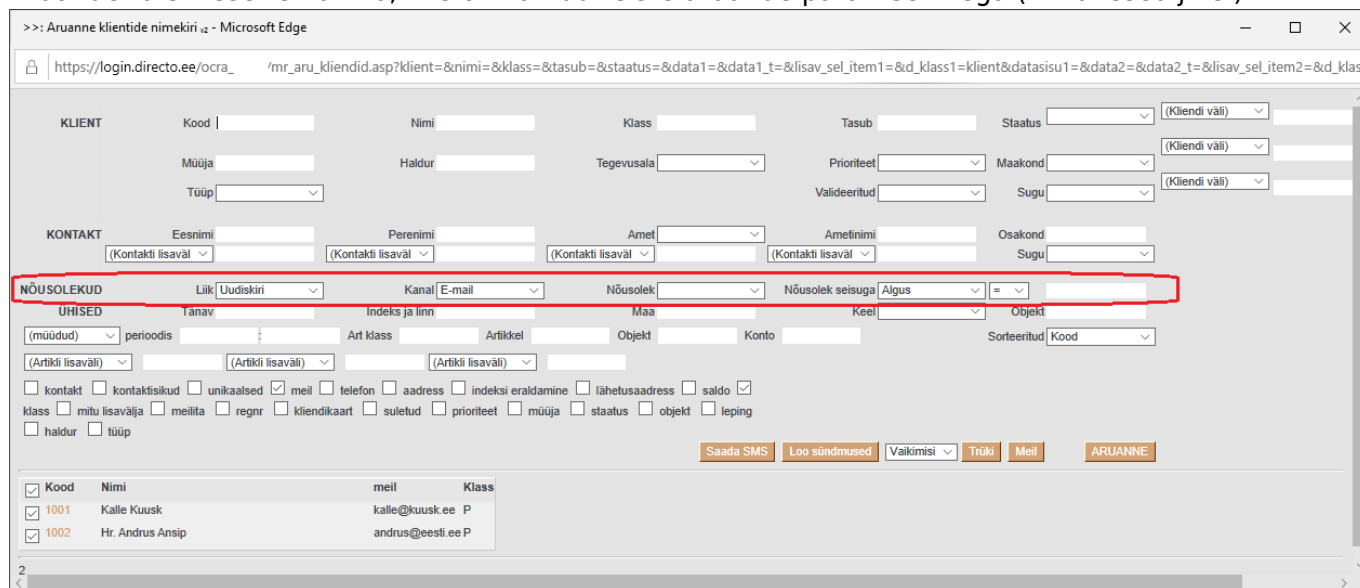 >>: Aruanne klientide nimekiri v2 - Microsoft Edge
https://login.directo.ee/ocra_ /mr_aru_kliendid.asp?klient=&nimi=&klass=&tasub=&staatus=&data1=&data1_t=&lisav_sel_item1=&d_klass1=klient&datasisu1=&data2=&data2_t=&lisav_sel_item2=&d_klas
KLIENT Kood Nimi Klass Tasub Staatus (Kliendi väli)
(Kliendi väli)
Müüja Haldur Tegevusala Prioriteet Maakond
(Kliendi väli)
Tüüp Valideeritud Sugu
KONTAKT Eesnimi Perenimi Amet Ametinimi Osakond
(Kontakti lisaväl (Kontakti lisaväl (Kontakti lisaväl (Kontakti lisaväl Sugu
NÕUSOLEKUD Liik Uudiskiri Kanal E-mail Nõusolek Nõusolek seisuga Algus =
ÜHISED Tänav Indeks ja linn Maa Keel Objekt
(müüdud) perioodis : Art klass Artikkel Objekt Konto Sorteeritud Kood
(Artikli lisaväli) (Artikli lisaväli) (Artikli lisaväli)
kontakt kontaktisikud unikaalsed meil telefon aadress indeksi eraldamine lähetusaadress saldo
klass mitu lisavälja meilita regnr kliendikaart suletud prioriteet müüja staatus objekt leping
haldur tüüp
Saada SMS Loo sündmused Vaikimisi Trüki Meil ARUANNE
Kood Nimi meil Klass
1001 Kalle Kuusk kalle@kuusk.ee P
1002 Hr. Andrus Ansip andrus@eesti.ee P
2